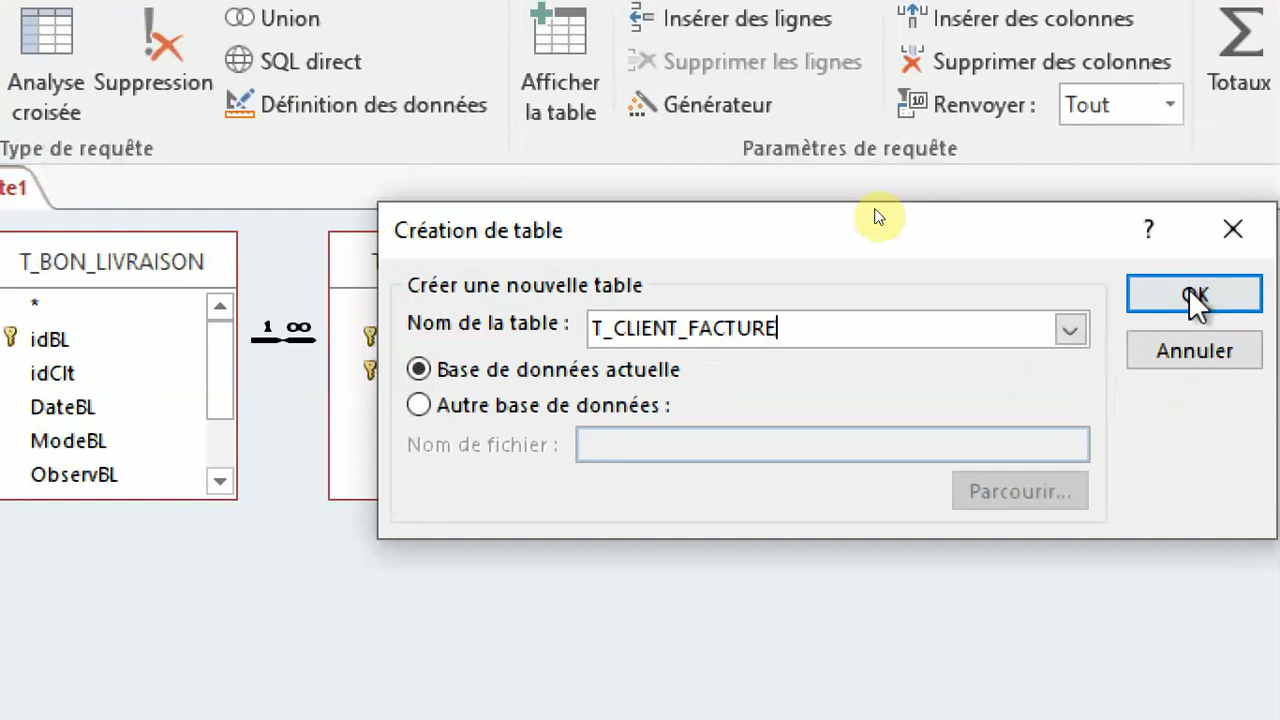 Union
Insérer des lignes
Insérer des colonnes
SQL direct
Supprimer les lignes
Supprimer des colonnes
Analyse
croisée
Suppression
Définition des données
Afficher
la table
Générateur
10
Renvoyer :
Tout
Totaux
Type de requête
Paramètres de requête
te1
T_BON_LIVRAISON
*
idBL
idClt
DateBL
ModeBL
ObservBL
1 ∞
Création de table
?
Créer une nouvelle table
Nom de la table :
T_CLIENT_FACTURE
Base de données actuelle
Autre base de données :
Nom de fichier :
Parcourir...
OK
Annuler